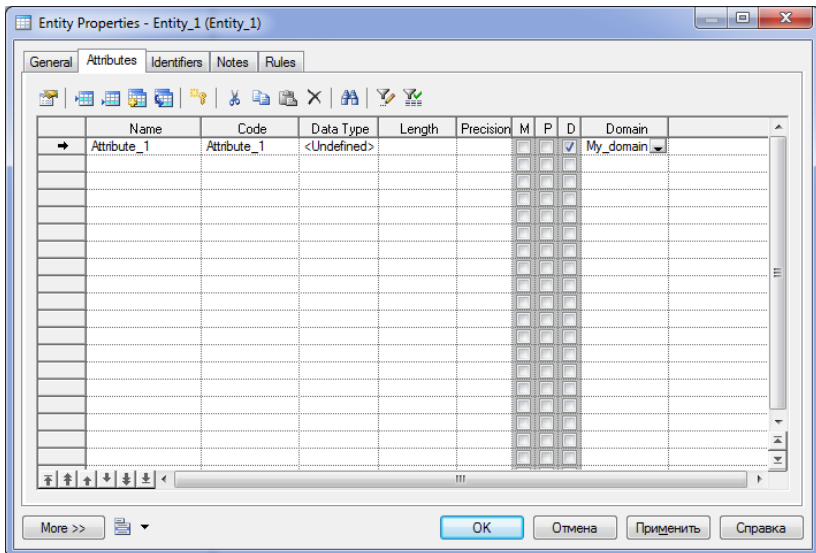 Entity Properties - Entity_1 (Entity_1)
General Attributes Identifiers Notes Rules
Name Code Data Type Length Precision M P D Domain
Attribute_1 Attribute_1 <Undefined> My_domain
More >> OK Отмена Применить Справка